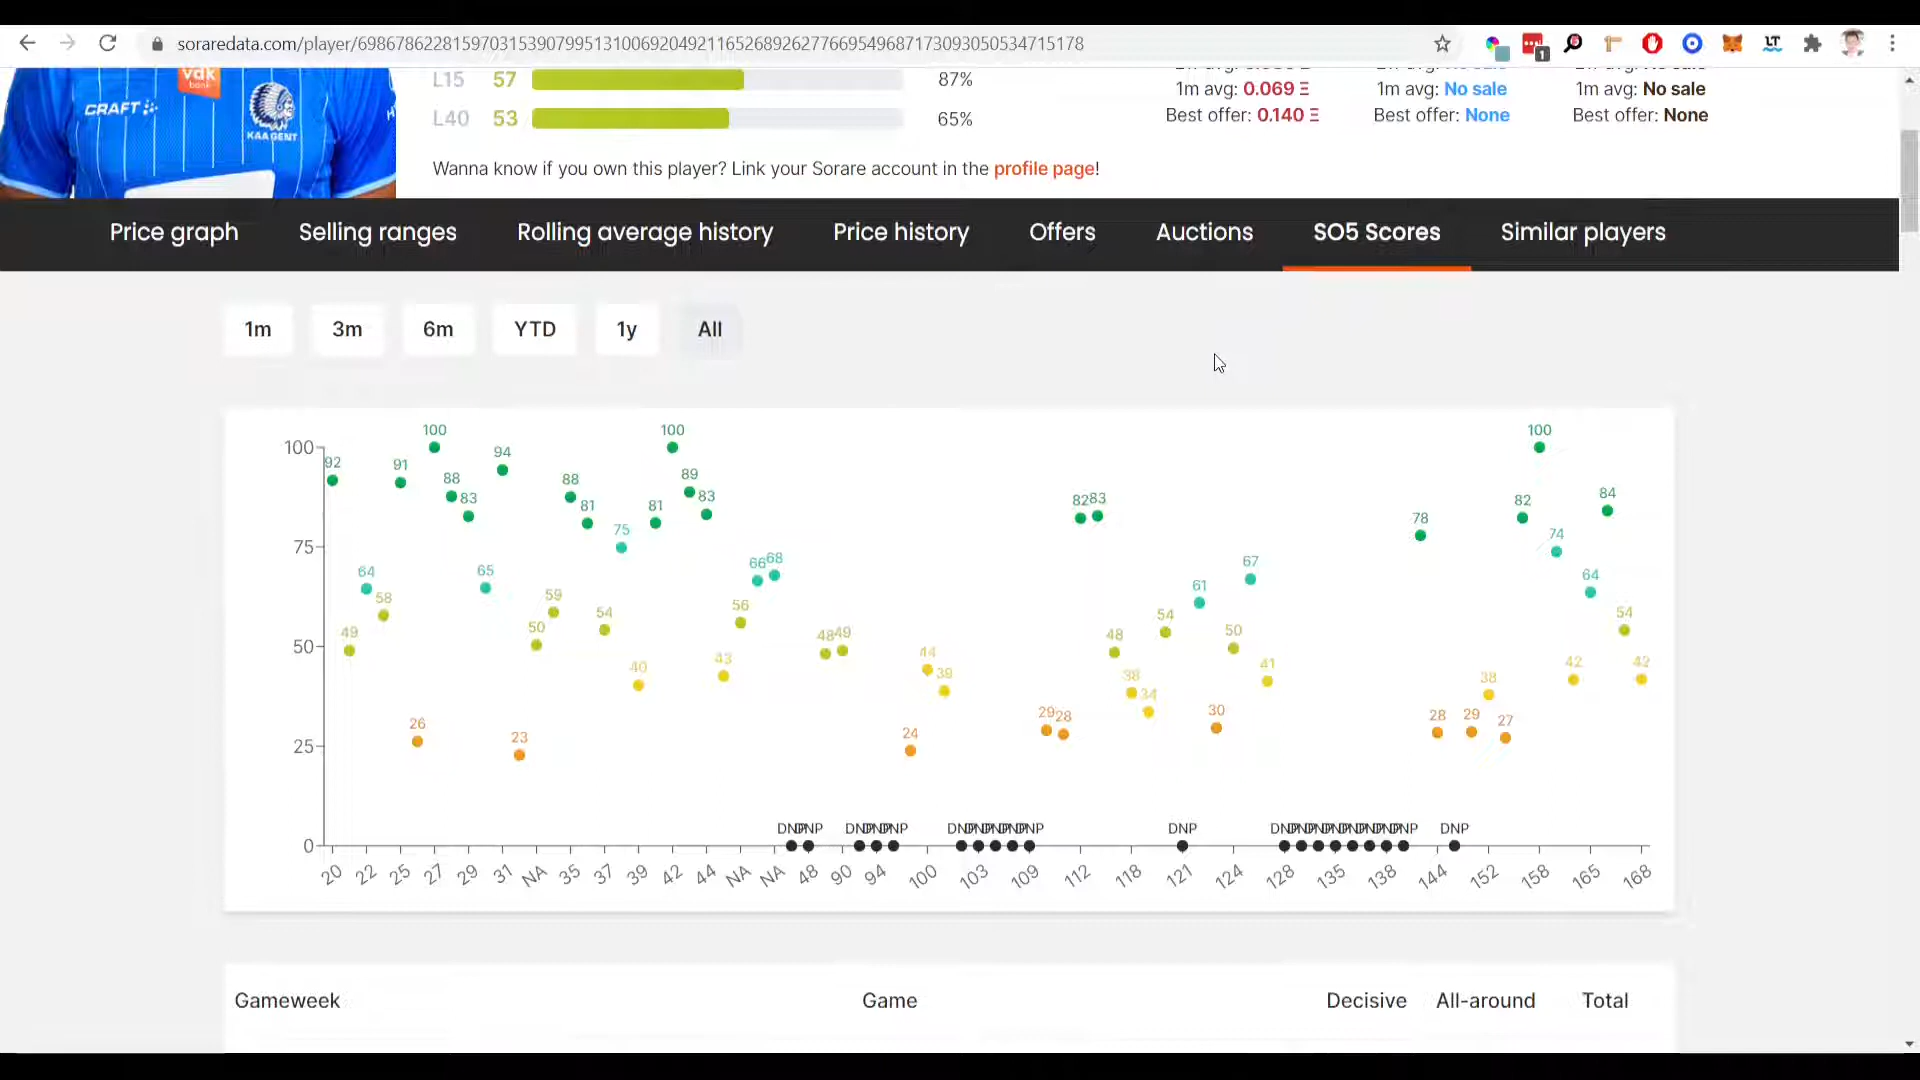 soraredata.com/player/69867862281597031539079951310069204921165268926277669549687173093050534715178
1
vdk
bank
CRAFT
KAA GENT
L15 57 87%
L40 53 65%
1m avg: 0.069 Ξ
Best offer: 0.140 Ξ
1m avg: No sale
Best offer: None
1m avg: No sale
Best offer: None
Wanna know if you own this player? Link your Sorare account in the profile page!
Price graph Selling ranges Rolling average history Price history Offers Auctions SO5 Scores Similar players
1m 3m 6m YTD 1y All
100
75
50
25
0
92 49 64 58 91 26 100 88 83 65 94 23 50 59 88 81 54 75 40 81 100 89 83 43 56 66 68 DNP DNP 48 49 DNP DNP DNP 24 44 39 DNP DNP DNP DNP DNP 29 28 82 83 48 38 34 54 DNP 61 30 50 67 41 DNP DNP DNP DNP DNP DNP DNP DNP 78 28 DNP 29 38 27 82 100 74 42 64 84 54 42
20 22 25 27 29 31 NA 35 37 39 42 44 NA NA 48 90 94 100 103 109 112 118 121 124 128 135 138 144 152 158 165 168
Gameweek Game Decisive All-around Total